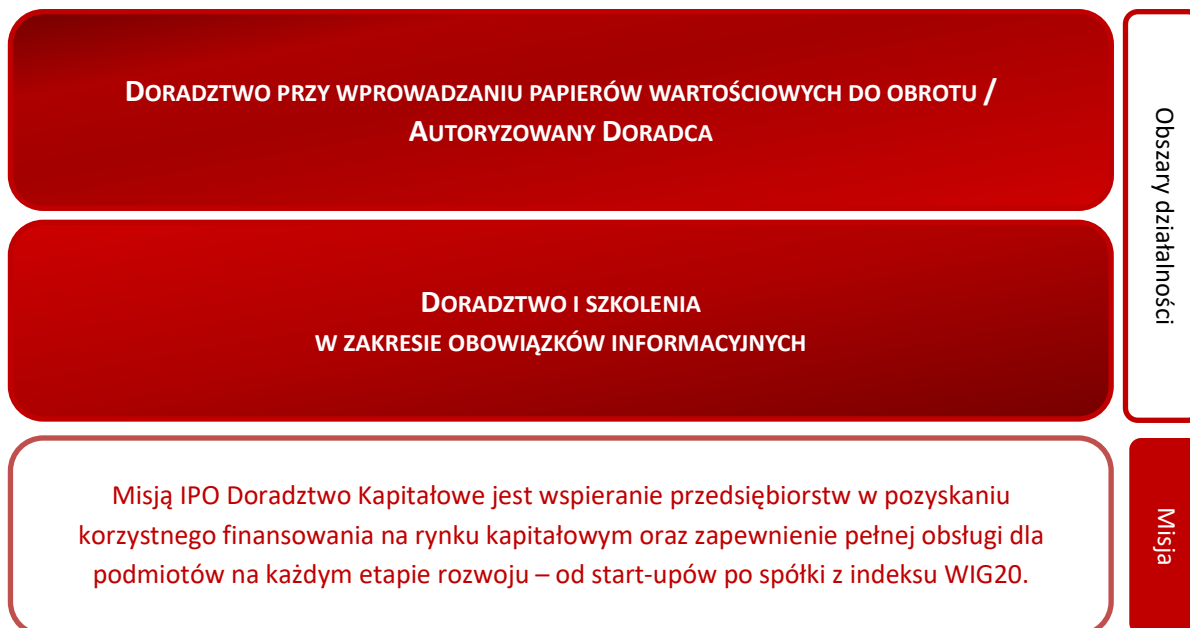 DORADZTWO PRZY WPROWADZANIU PAPIERÓW WARTOŚCIOWYCH DO OBROTU /
AUTORYZOWANY DORADCA
DORADZTWO I SZKOLENIA
W ZAKRESIE OBOWIĄZKÓW INFORMACYJNYCH
Obszary działalności
Misją IPO Doradztwo Kapitałowe jest wspieranie przedsiębiorstw w pozyskaniu
korzystnego finansowania na rynku kapitałowym oraz zapewnienie pełnej obsługi dla
podmiotów na każdym etapie rozwoju – od start-upów po spółki z indeksu WIG20.
Misja